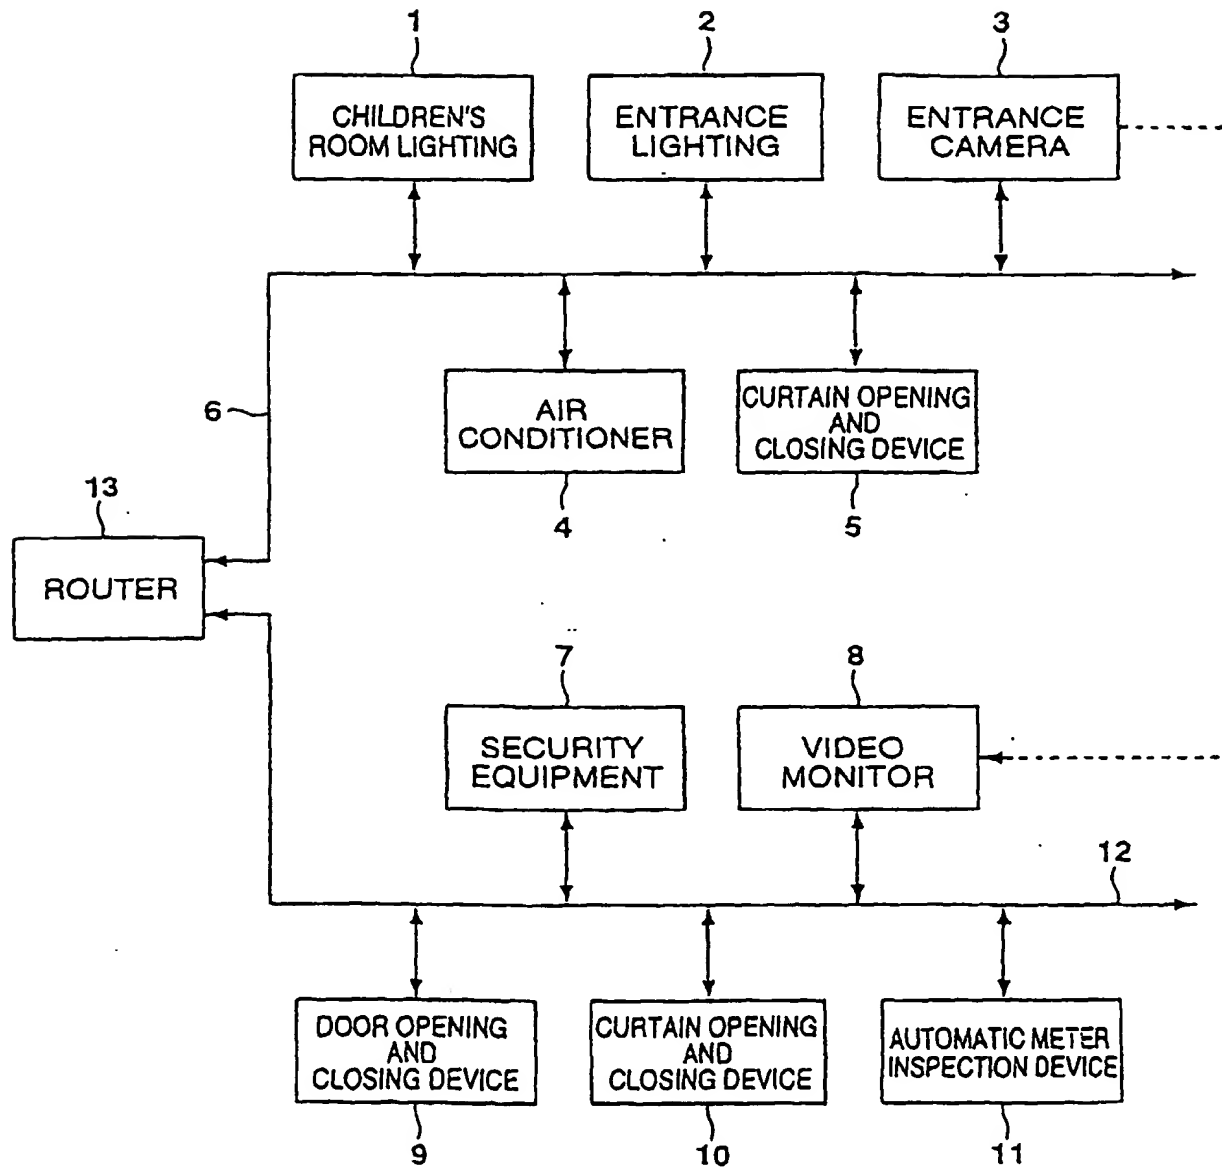 1
2
3
CHILDREN'S
ROOM LIGHTING
ENTRANCE
LIGHTING
ENTRANCE
CAMERA
6
AIR
CONDITIONER
CURTAIN OPENING
AND
CLOSING DEVICE
4
5
13
ROUTER
7
8
SECURITY
EQUIPMENT
VIDEO
MONITOR
12
DOOR OPENING
AND
CLOSING DEVICE
CURTAIN OPENING
AND
CLOSING DEVICE
AUTOMATIC METER
INSPECTION DEVICE
9
10
11